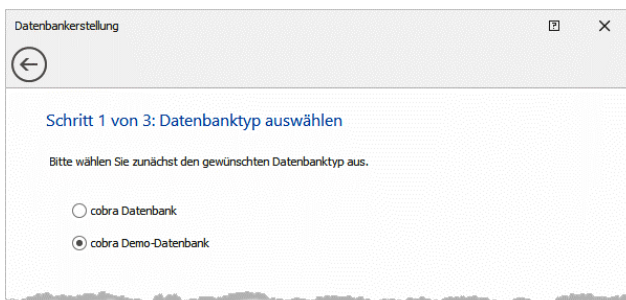 Datenbankerstellung
Schritt 1 von 3: Datenbanktyp auswählen
Bitte wählen Sie zunächst den gewünschten Datenbanktyp aus.
cobra Datenbank
cobra Demo-Datenbank